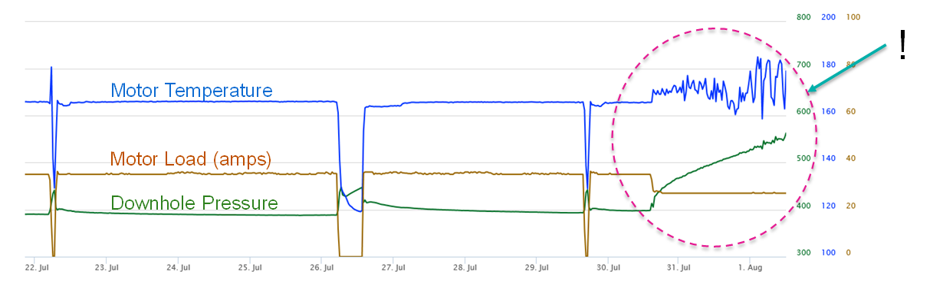 800 200 100
!
700 180 80
Motor Temperature
600 160 60
Motor Load (amps)
500 140 40
Downhole Pressure
400 120 20
300 100 0
22. Jul 23. Jul 24. Jul 25. Jul 26. Jul 27. Jul 28. Jul 29. Jul 30. Jul 31. Jul 1. Aug